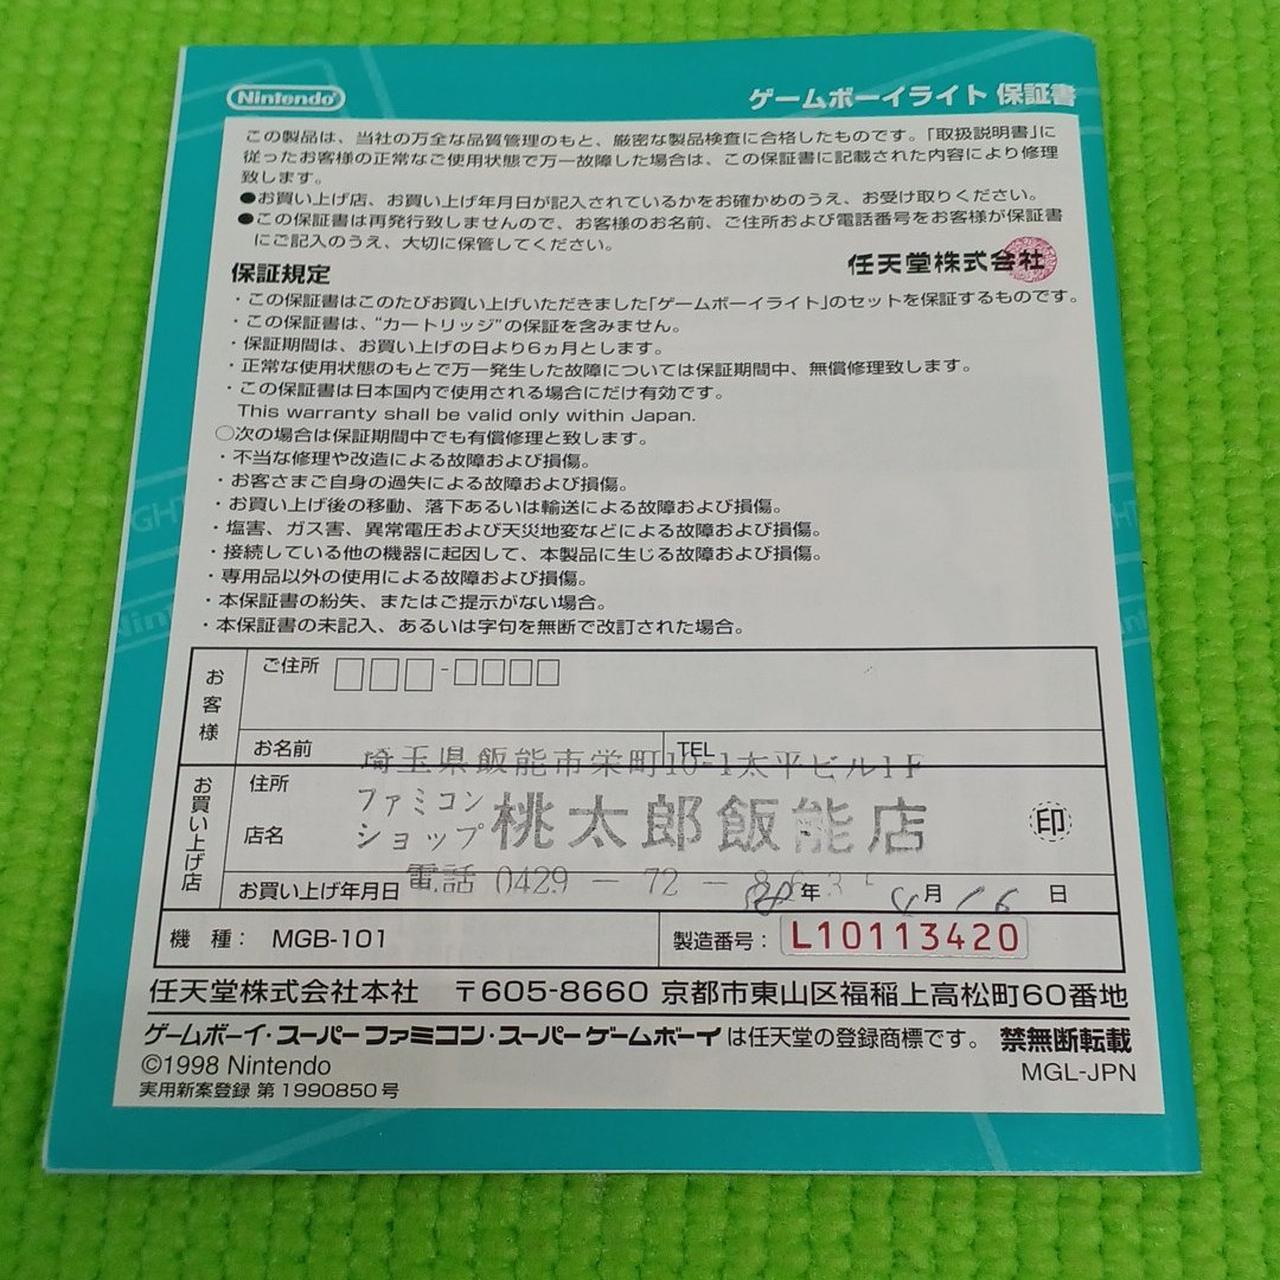 Nintendo
ゲームボーイライト 保証書
この製品は、当社の万全な品質管理のもと、厳密な製品検査に合格したものです。「取扱説明書」に
従ったお客様の正常なご使用状態で万一故障した場合は、この保証書に記載された内容により修理
致します。
●お買い上げ店、お買い上げ年月日が記入されているかをお確かめのうえ、お受け取りください。
●この保証書は再発行致しませんので、お客様のお名前、ご住所および電話番号をお客様が保証書
にご記入のうえ、大切に保管してください。
任天堂株式会社
保証規定
・この保証書はこのたびお買い上げいただきました「ゲームボーイライト」のセットを保証するものです。
・この保証書は、“カートリッジ”の保証を含みません。
・保証期間は、お買い上げの日より6ヵ月とします。
・正常な使用状態のもとで万一発生した故障については保証期間中、無償修理致します。
・この保証書は日本国内で使用される場合にだけ有効です。
This warranty shall be valid only within Japan.
○次の場合は保証期間中でも有償修理と致します。
・不当な修理や改造による故障および損傷。
・お客さまご自身の過失による故障および損傷。
・お買い上げ後の移動、落下あるいは輸送による故障および損傷。
・塩害、ガス害、異常電圧および天災地変などによる故障および損傷。
・接続している他の機器に起因して、本製品に生じる故障および損傷。
・専用品以外の使用による故障および損傷。
・本保証書の紛失、またはご提示がない場合。
・本保証書の未記入、あるいは字句を無断で改訂された場合。
お客様
ご住所 □□□-□□□□
お名前
TEL
埼玉県飯能市栄町10-1太平ビル1F
お買い上げ店
住所
店名
ファミコン
ショップ 桃太郎飯能店
印
電話 0429 - 72 -
お買い上げ年月日 年 月 16 日
機 種： MGB-101
製造番号： L10113420
任天堂株式会社本社 〒605-8660 京都市東山区福稲上高松町60番地
ゲームボーイ・スーパーファミコン・スーパーゲームボーイは任天堂の登録商標です。 禁無断転載
©1998 Nintendo
MGL-JPN
実用新案登録 第1990850号